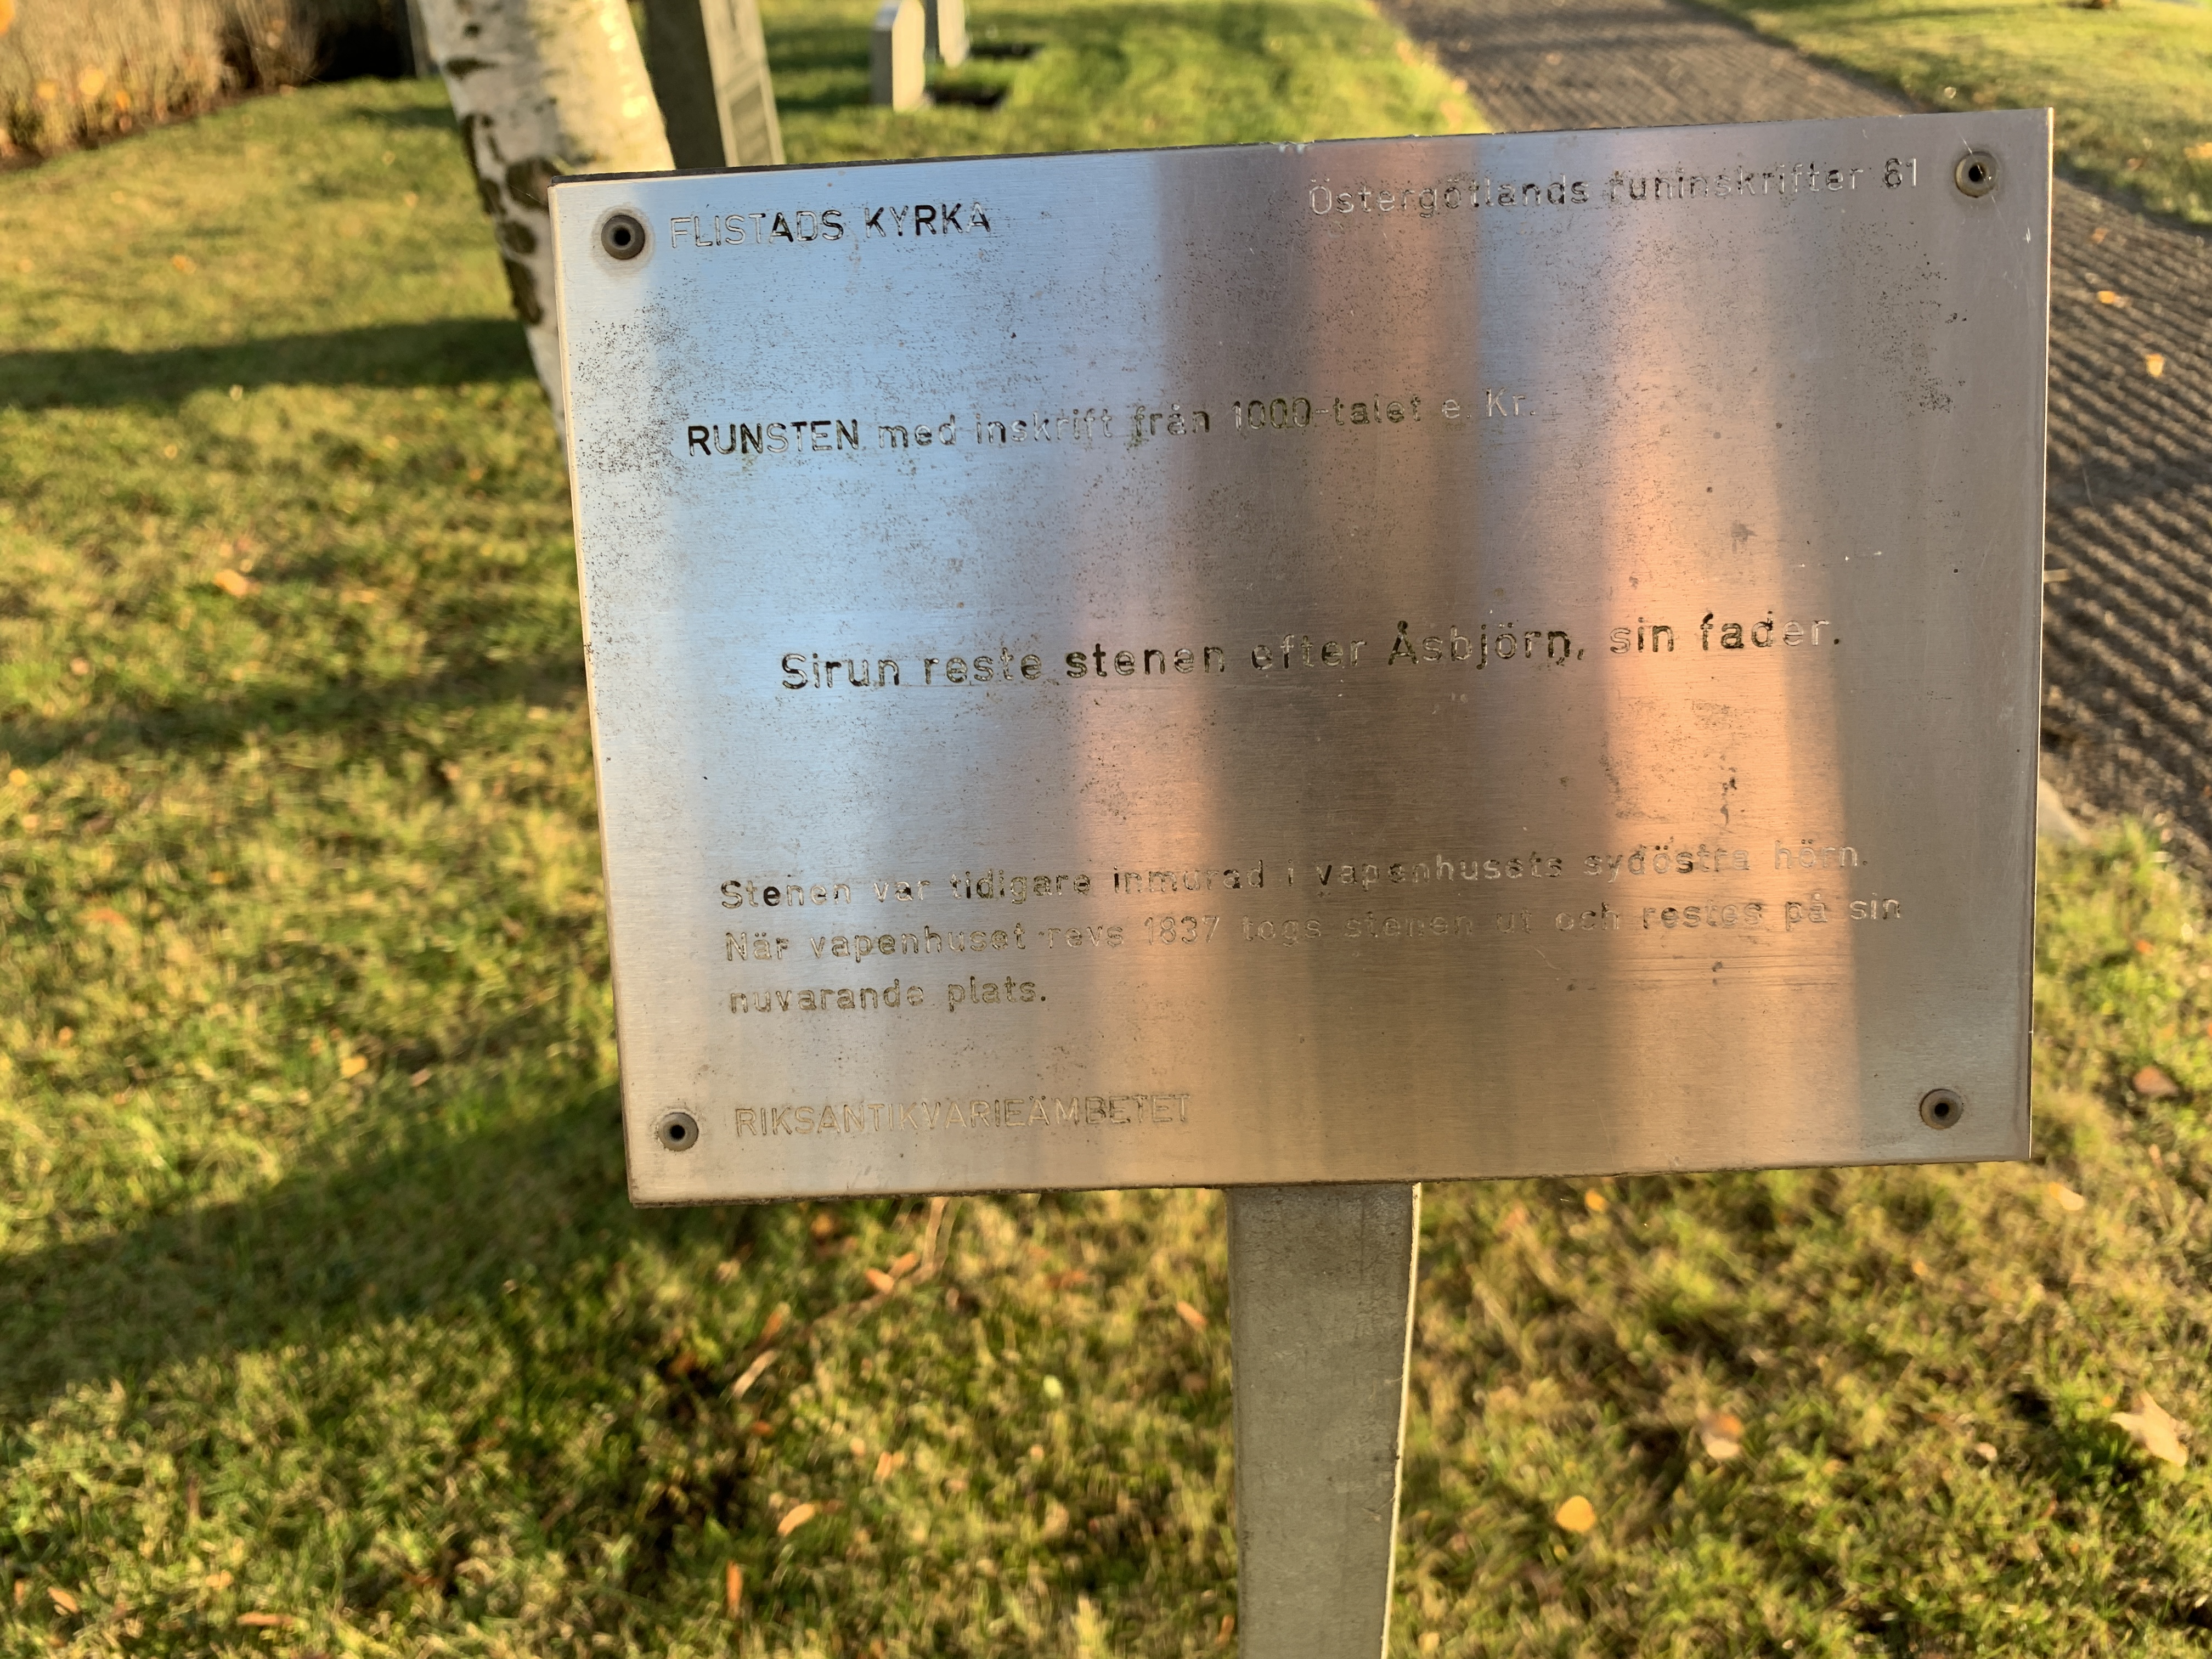 FLISTADS KYRKA
Östergötlands runinskrifter 61
RUNSTEN med inskrift från 1000-talet e. Kr.
Sirun reste stenen efter Åsbjörn, sin fader.
Stenen var tidigare inmurad i vapenhusets sydöstra hörn.
När vapenhuset revs 1837 togs stenen ut och restes på sin
nuvarande plats.
RIKSANTIKVARIEÄMBETET